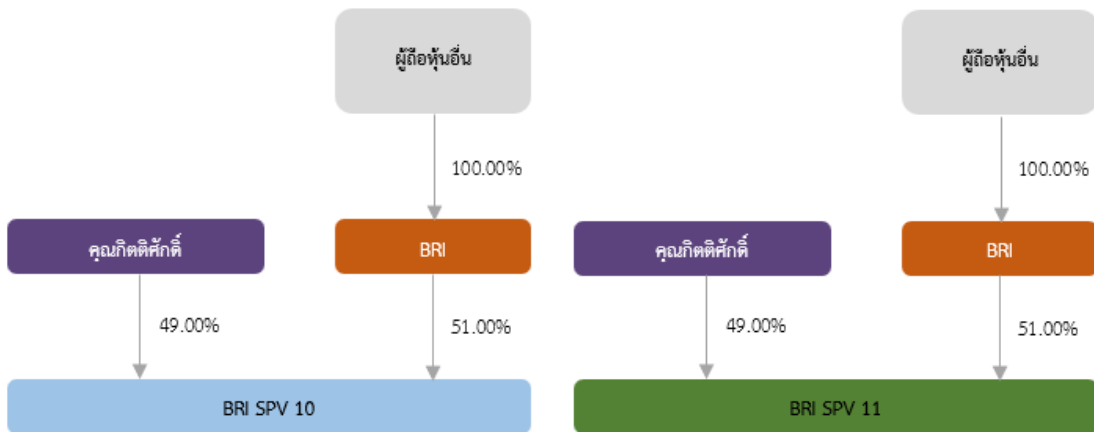 ผู้ถือหุ้นอื่น
ผู้ถือหุ้นอื่น
100.00%
100.00%
คุณกิตติศักดิ์
BRI
คุณกิตติศักดิ์
BRI
49.00%
51.00%
49.00%
51.00%
BRI SPV 10
BRI SPV 11